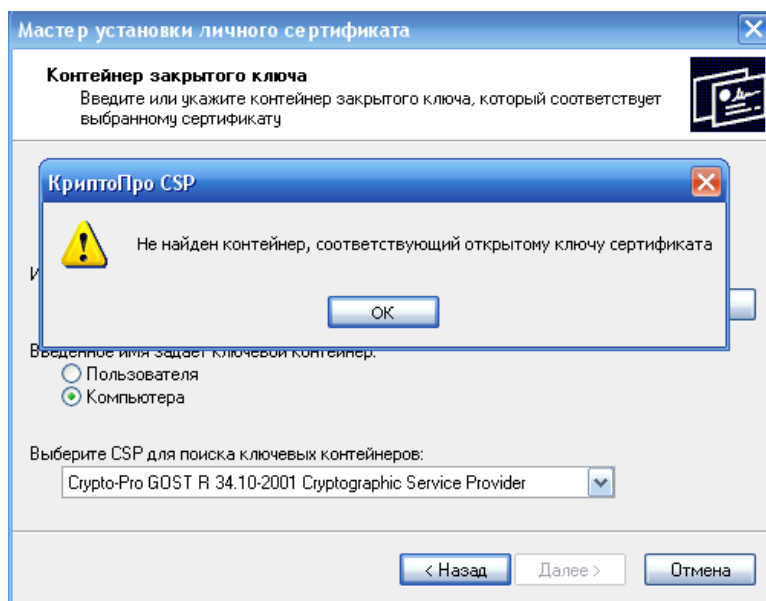 Мастер установки личного сертификата
Контейнер закрытого ключа
Введите или укажите контейнер закрытого ключа, который соответствует
выбранному сертификату
КриптоПро CSP
Не найден контейнер, соответствующий открытому ключу сертификата
ОК
Введенное имя задает ключевой контейнер:
Пользователя
Компьютера
Выберите CSP для поиска ключевых контейнеров:
Crypto-Pro GOST R 34.10-2001 Cryptographic Service Provider
< Назад
Далее >
Отмена